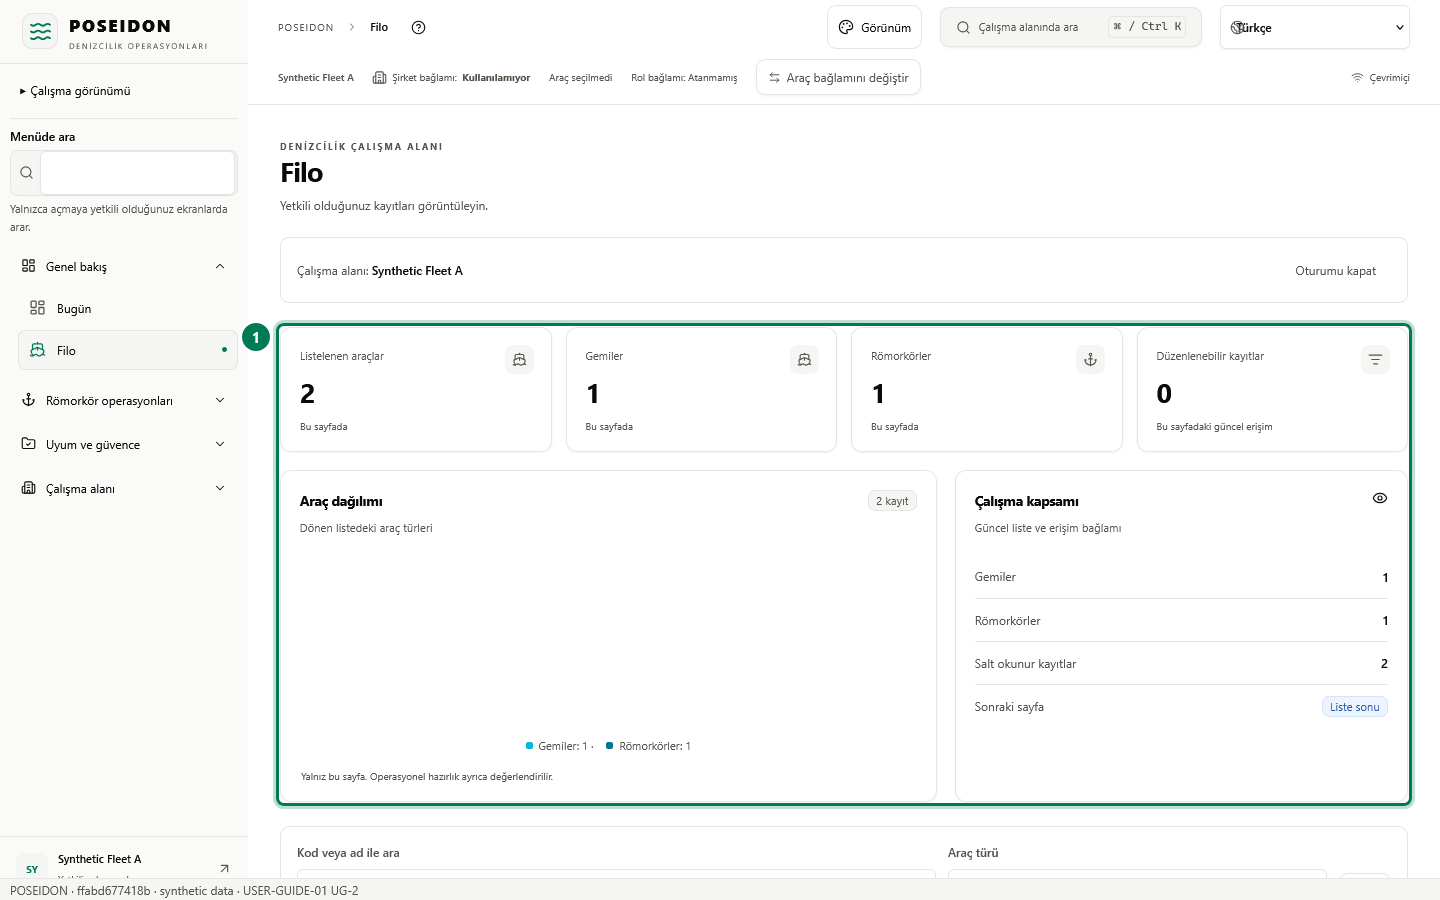 POSEIDON
DENİZCİLİK OPERASYONLARI
Çalışma görünümü
Menüde ara
Yalnızca açmaya yetkili olduğunuz ekranlarda
arar.
Genel bakış
Bugün
Filo
Römorkör operasyonları
Uyum ve güvence
Çalışma alanı
SY
Synthetic Fleet A
POSEIDON
Filo
Görünüm
Çalışma alanında ara
⌘ / Ctrl K
Türkçe
Synthetic Fleet A
Şirket bağlamı: Kullanılamıyor
Araç seçilmedi
Rol bağlamı: Atanmamış
Araç bağlamını değiştir
Çevrimiçi
DENİZCİLİK ÇALIŞMA ALANI
Filo
Yetkili olduğunuz kayıtları görüntüleyin.
Çalışma alanı: Synthetic Fleet A
Oturumu kapat
1
Listelenen araçlar
2
Bu sayfada
Gemiler
1
Bu sayfada
Römorkörler
1
Bu sayfada
Düzenlenebilir kayıtlar
0
Bu sayfadaki güncel erişim
Araç dağılımı
2 kayıt
Dönen listedeki araç türleri
Gemiler: 1 ·
Römorkörler: 1
Yalnız bu sayfa. Operasyonel hazırlık ayrıca değerlendirilir.
Çalışma kapsamı
Güncel liste ve erişim bağlamı
Gemiler 1
Römorkörler 1
Salt okunur kayıtlar 2
Sonraki sayfa Liste sonu
Kod veya ad ile ara
Araç türü
POSEIDON · ffabd677418b · synthetic data · USER-GUIDE-01 UG-2